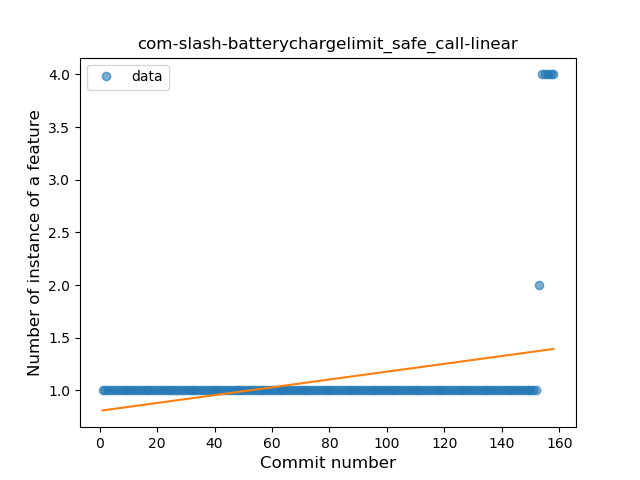 com-slash-batterychargelimit_safe_call-linear
data
Number of instance of a feature
4.0
3.5
3.0
2.5
2.0
1.5
1.0
0 20 40 60 80 100 120 140 160
Commit number